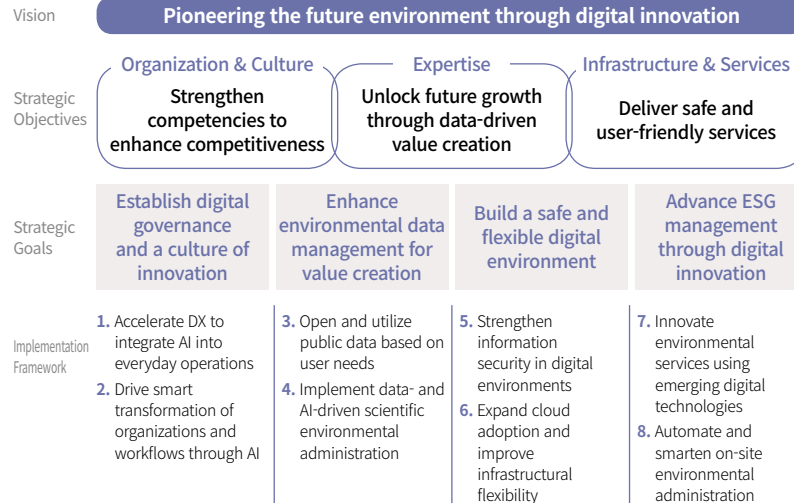 Vision
Pioneering the future environment through digital innovation
Strategic
Objectives
Organization & Culture
Strengthen
competencies to
enhance competitiveness
Expertise
Unlock future growth
through data-driven
value creation
Infrastructure & Services
Deliver safe and
user-friendly services
Strategic
Goals
Establish digital
governance
and a culture of
innovation
Enhance
environmental data
management for
value creation
Build a safe and
flexible digital
environment
Advance ESG
management
through digital
innovation
Implementation
Framework
1. Accelerate DX to
integrate AI into
everyday operations
2. Drive smart
transformation of
organizations and
workflows through AI
3. Open and utilize
public data based on
user needs
4. Implement data- and
AI-driven scientific
environmental
administration
5. Strengthen
information
security in digital
environments
6. Expand cloud
adoption and
improve
infrastructural
flexibility
7. Innovate
environmental
services using
emerging digital
technologies
8. Automate and
smarten on-site
environmental
administration